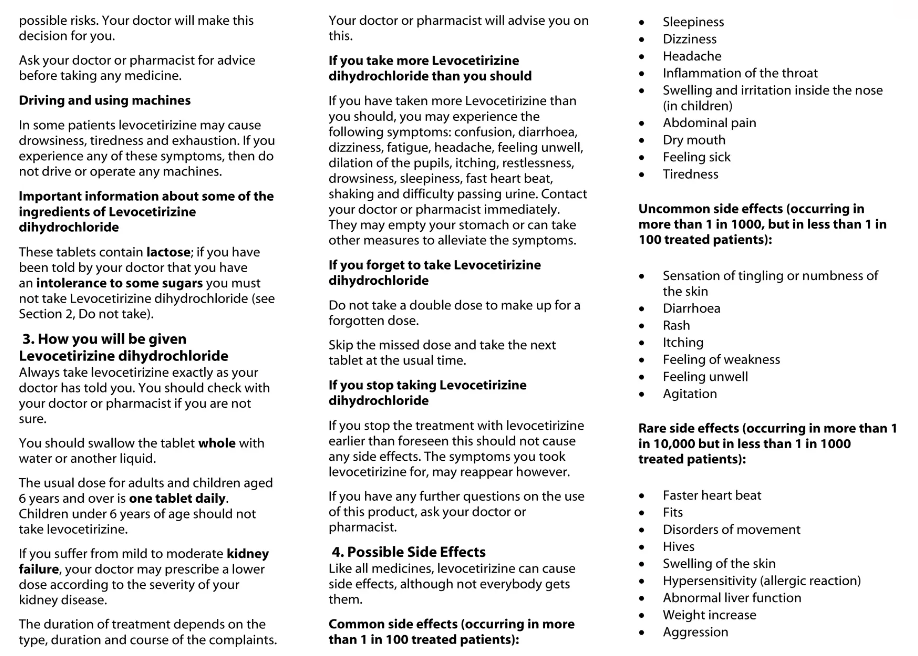 possible risks. Your doctor will make this
decision for you.
Ask your doctor or pharmacist for advice
before taking any medicine.
Driving and using machines
In some patients levocetirizine may cause
drowsiness, tiredness and exhaustion. If you
experience any of these symptoms, then do
not drive or operate any machines.
Important information about some of the
ingredients of Levocetirizine
dihydrochloride
These tablets contain lactose; if you have
been told by your doctor that you have
an intolerance to some sugars you must
not take Levocetirizine dihydrochloride (see
Section 2, Do not take).
3. How you will be given
Levocetirizine dihydrochloride
Always take levocetirizine exactly as your
doctor has told you. You should check with
your doctor or pharmacist if you are not
sure.
You should swallow the tablet whole with
water or another liquid.
The usual dose for adults and children aged
6 years and over is one tablet daily.
Children under 6 years of age should not
take levocetirizine.
If you suffer from mild to moderate kidney
failure, your doctor may prescribe a lower
dose according to the severity of your
kidney disease.
The duration of treatment depends on the
type, duration and course of the complaints.
Your doctor or pharmacist will advise you on
this.
If you take more Levocetirizine
dihydrochloride than you should
If you have taken more Levocetirizine than
you should, you may experience the
following symptoms: confusion, diarrhoea,
dizziness, fatigue, headache, feeling unwell,
dilation of the pupils, itching, restlessness,
drowsiness, sleepiness, fast heart beat,
shaking and difficulty passing urine. Contact
your doctor or pharmacist immediately.
They may empty your stomach or can take
other measures to alleviate the symptoms.
If you forget to take Levocetirizine
dihydrochloride
Do not take a double dose to make up for a
forgotten dose.
Skip the missed dose and take the next
tablet at the usual time.
If you stop taking Levocetirizine
dihydrochloride
If you stop the treatment with levocetirizine
earlier than foreseen this should not cause
any side effects. The symptoms you took
levocetirizine for, may reappear however.
If you have any further questions on the use
of this product, ask your doctor or
pharmacist.
4. Possible Side Effects
Like all medicines, levocetirizine can cause
side effects, although not everybody gets
them.
Common side effects (occurring in more
than 1 in 100 treated patients):
• Sleepiness
• Dizziness
• Headache
• Inflammation of the throat
• Swelling and irritation inside the nose
(in children)
• Abdominal pain
• Dry mouth
• Feeling sick
• Tiredness
Uncommon side effects (occurring in
more than 1 in 1000, but in less than 1 in
100 treated patients):
• Sensation of tingling or numbness of
the skin
• Diarrhoea
• Rash
• Itching
• Feeling of weakness
• Feeling unwell
• Agitation
Rare side effects (occurring in more than 1
in 10,000 but in less than 1 in 1000
treated patients):
• Faster heart beat
• Fits
• Disorders of movement
• Hives
• Swelling of the skin
• Hypersensitivity (allergic reaction)
• Abnormal liver function
• Weight increase
• Aggression